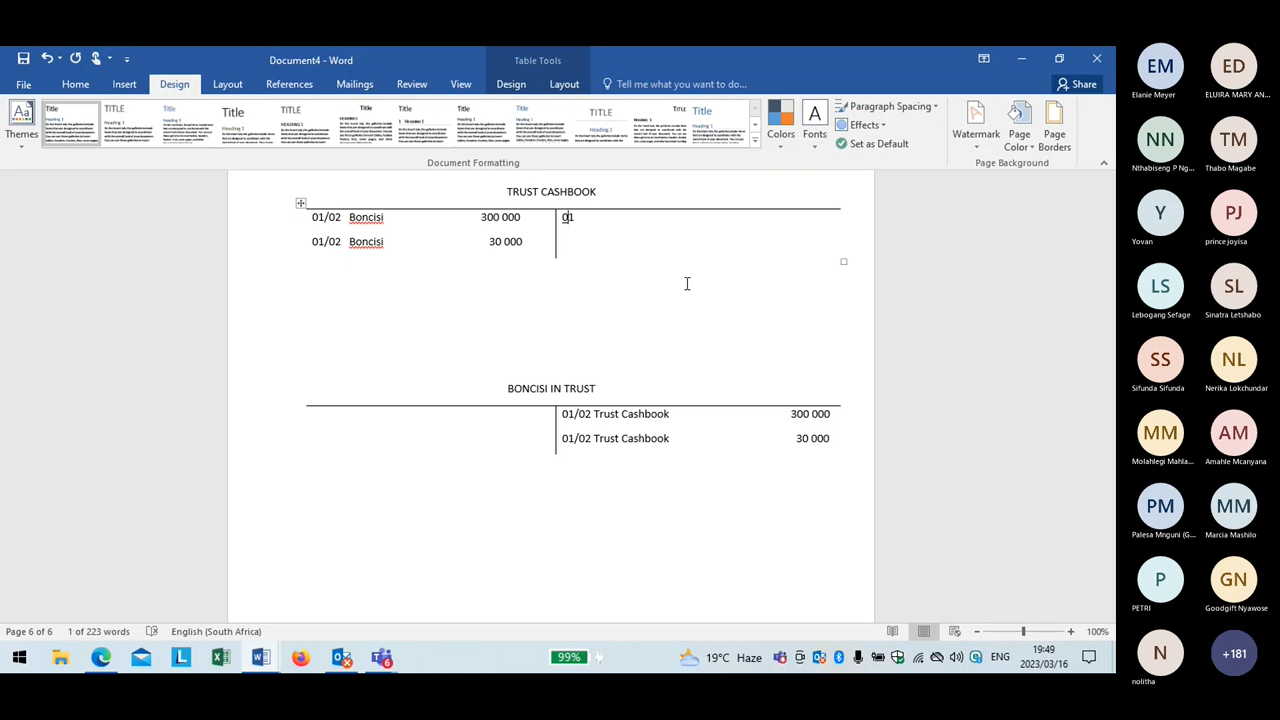 Document4 - Word
Table Tools
File Home Insert Design Layout References Mailings Review View Design Layout Tell me what you want to do... Share
Themes
Colors
Fonts
Paragraph Spacing
Effects
Set as Default
Watermark
Page Color
Page Borders
Document Formatting
Page Background
TRUST CASHBOOK
01/02 Boncisi 300 000 01
01/02 Boncisi 30 000
BONCISI IN TRUST
01/02 Trust Cashbook 300 000
01/02 Trust Cashbook 30 000
Page 6 of 6 1 of 223 words English (South Africa) 100%
99% 19°C Haze ENG 19:49
2023/03/16
EM ED
Elanie Meyer ELUIRA MARY AN...
NN TM
Nthabiseng P Ng... Thabo Magabe
Y PJ
Yovan prince joyisa
LS SL
Lebogang Sefage Sinatra Letshabo
SS NL
Sifunda Sifunda Nerika Lokchundar
MM AM
Molahlegi Mahla... Amahle Mcanyana
PM MM
Palesa Mnguni (G... Marcia Mashilo
P GN
PETRI Goodgift Nyawose
N +181
nolitha